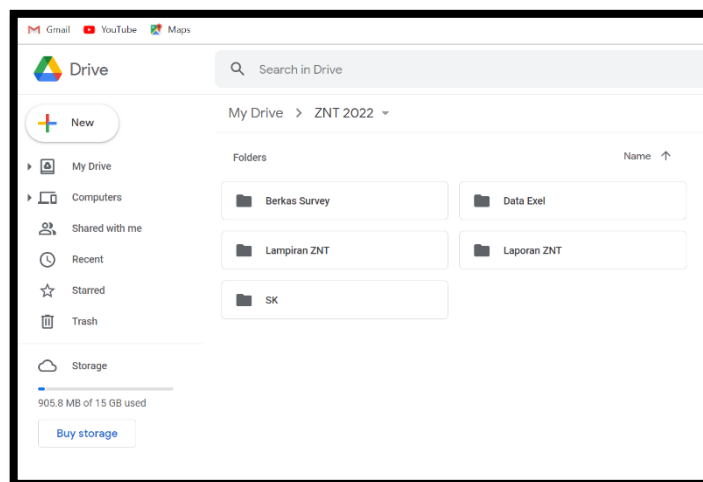 Gmail YouTube Maps
Drive
Search in Drive
New
My Drive
Computers
Shared with me
Recent
Starred
Trash
Storage
905.8 MB of 15 GB used
Buy storage
My Drive > ZNT 2022
Folders Name
Berkas Survey Data Exel
Lampiran ZNT Laporan ZNT
SK